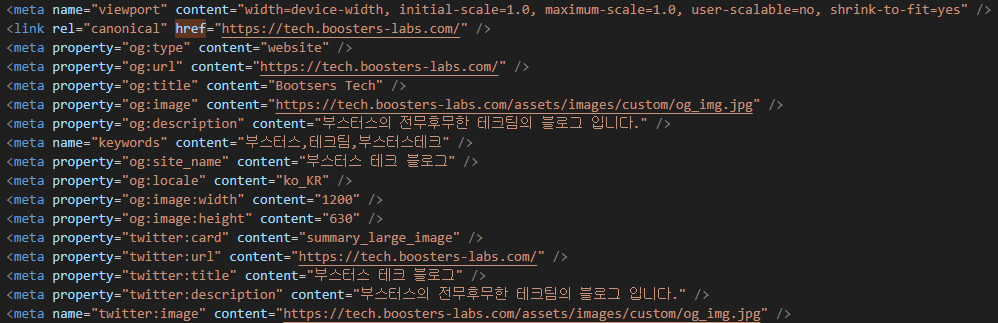 <meta name="viewport" content="width=device-width, initial-scale=1.0, maximum-scale=1.0, user-scalable=no, shrink-to-fit=yes" />
<link rel="canonical" href="https://tech.boosters-labs.com/" />
<meta property="og:type" content="website" />
<meta property="og:url" content="https://tech.boosters-labs.com/" />
<meta property="og:title" content="Bootsers Tech" />
<meta property="og:image" content="https://tech.boosters-labs.com/assets/images/custom/og_img.jpg" />
<meta property="og:description" content="부스터스의 전무후무한 테크팀의 블로그 입니다." />
<meta name="keywords" content="부스터스,테크팀,부스터스테크" />
<meta property="og:site_name" content="부스터스 테크 블로그" />
<meta property="og:locale" content="ko_KR" />
<meta property="og:image:width" content="1200" />
<meta property="og:image:height" content="630" />
<meta property="twitter:card" content="summary_large_image" />
<meta property="twitter:url" content="https://tech.boosters-labs.com/" />
<meta property="twitter:title" content="부스터스 테크 블로그" />
<meta property="twitter:description" content="부스터스의 전무후무한 테크팀의 블로그 입니다." />
<meta name="twitter:image" content="https://tech.boosters-labs.com/assets/images/custom/og_img.jpg" />